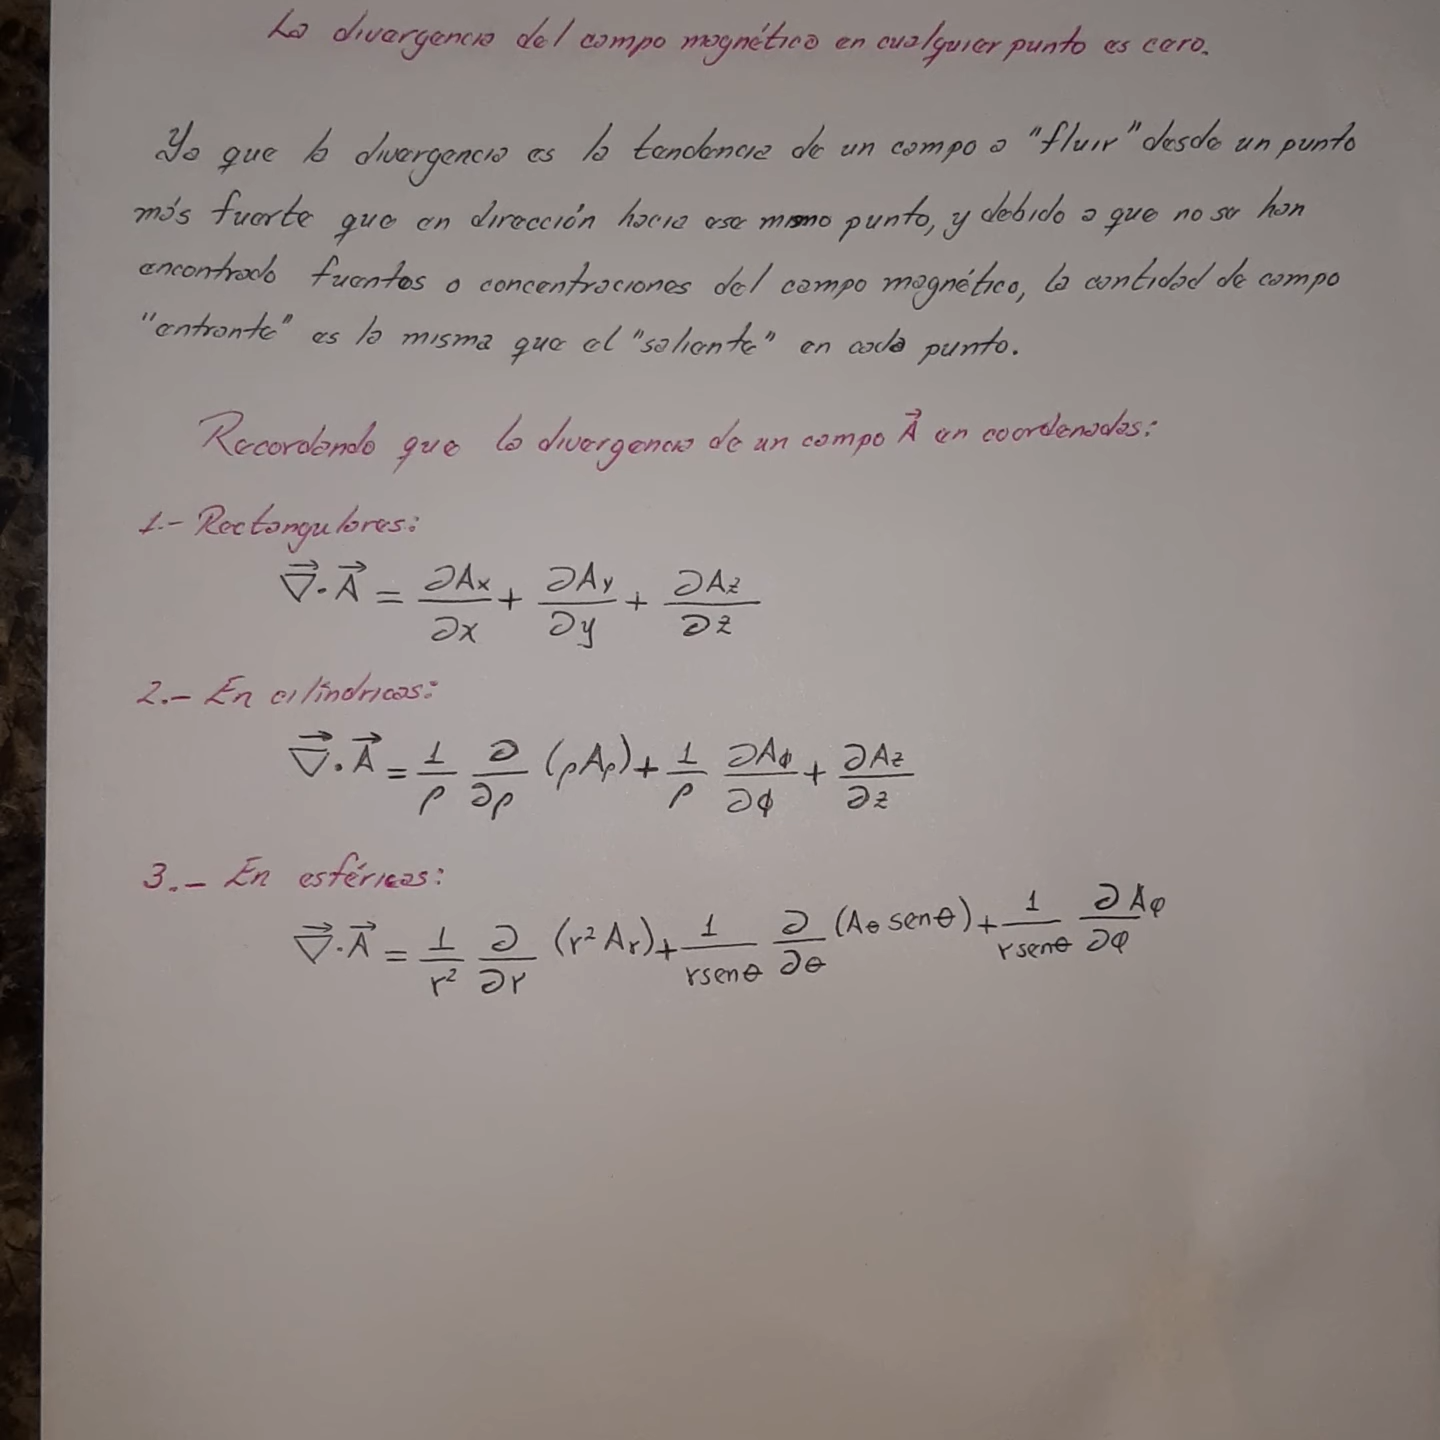 La divergencia del campo magnético en cualquier punto es cero.
Ya que la divergencia es la tendencia de un campo a "fluir" desde un punto
más fuerte que en dirección hacia ese mismo punto, y debido a que no se han
encontrado fuentes o concentraciones del campo magnético, la cantidad de campo
"entrante" es la misma que el "saliente" en cada punto.
Recordando que la divergencia de un campo A⃗ en coordenadas:
1.- Rectangulares:
∇⃗·A⃗ = ∂Ax/∂x + ∂Ay/∂y + ∂Az/∂z
2.- En cilíndricas:
∇⃗·A⃗ = 1/ρ ∂/∂ρ (ρAρ) + 1/ρ ∂Aϕ/∂ϕ + ∂Az/∂z
3.- En esféricas:
∇⃗·A⃗ = 1/r² ∂/∂r (r²Ar) + 1/rsenθ ∂/∂θ (Aθ senθ) + 1/rsenθ ∂Aφ/∂φ